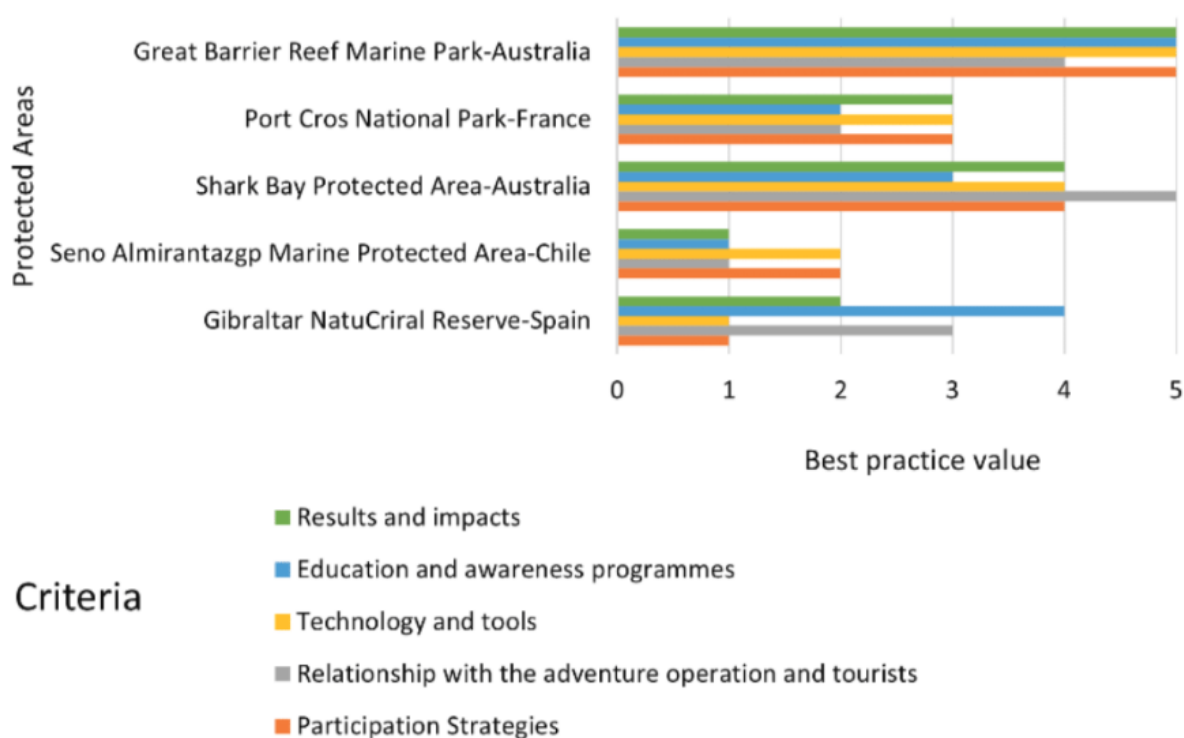 Protected Areas
Great Barrier Reef Marine Park-Australia
Port Cros National Park-France
Shark Bay Protected Area-Australia
Seno Almirantazgp Marine Protected Area-Chile
Gibraltar NatuCriral Reserve-Spain
0 1 2 3 4 5
Best practice value
Criteria
Results and impacts
Education and awareness programmes
Technology and tools
Relationship with the adventure operation and tourists
Participation Strategies